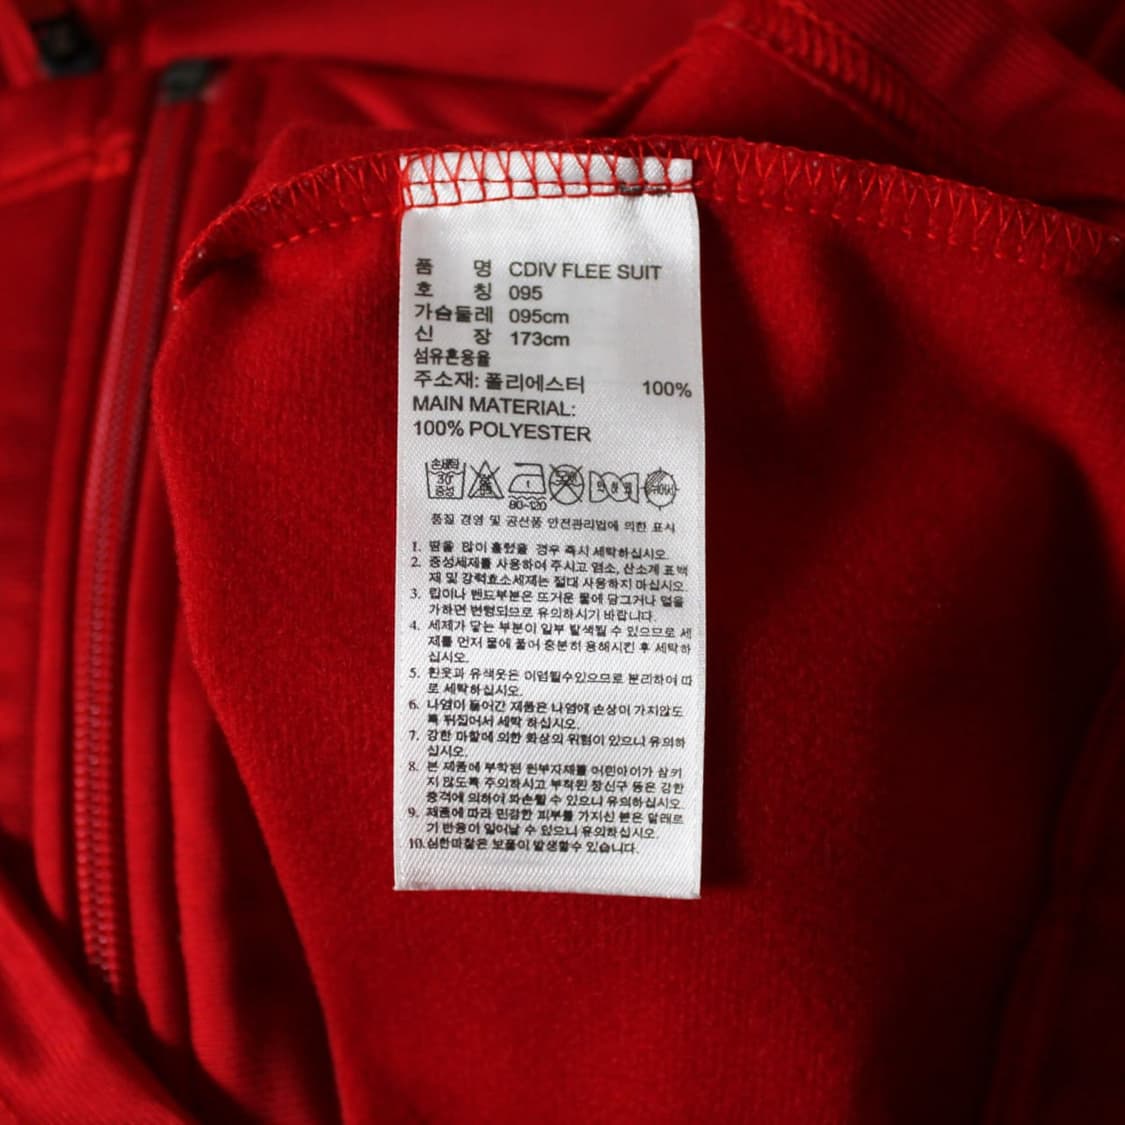 품 명 CDIV FLEE SUIT
호 칭 095
가슴둘레 095cm
신 장 173cm
섬유혼용율
주소재: 폴리에스터 100%
MAIN MATERIAL:
100% POLYESTER
손세탁
30°
중성
80~120
품질 경영 및 공산품 안전관리법에 의한 표시
1. 땀을 많이 흘렸을 경우 즉시 세탁하십시오.
2. 중성세제를 사용하여 주시고 염소, 산소계 표백
제 및 강력효소세제는 절대 사용하지 마십시오.
3. 립이나 밴드부분은 뜨거운 물에 담그거나 열을
가하면 변형되므로 유의하시기 바랍니다.
4. 세제가 닿는 부분이 일부 탈색될 수 있으므로 세
제를 먼저 물에 풀어 충분히 용해시킨 후 세탁하
십시오.
5. 흰옷과 유색옷은 이염될수있으므로 분리하여 따
로 세탁하십시오.
6. 나염이 들어간 제품은 나염에 손상이 가지않도
록 뒤집어서 세탁 하십시오.
7. 강한 마찰에 의한 화상의 위험이 있으니 유의하
십시오.
8. 본 제품에 부착된 원부자재를 어린아이가 삼키
지 않도록 주의하시고 부착된 장신구 등은 강한
충격에 의하여 파손될 수 있으니 유의하십시오.
9. 제품에 따라 민감한 피부를 가지신 분은 알레르
기 반응이 일어날 수 있으니 유의하십시오.
10. 심한마찰은 보풀이 발생할수 있습니다.